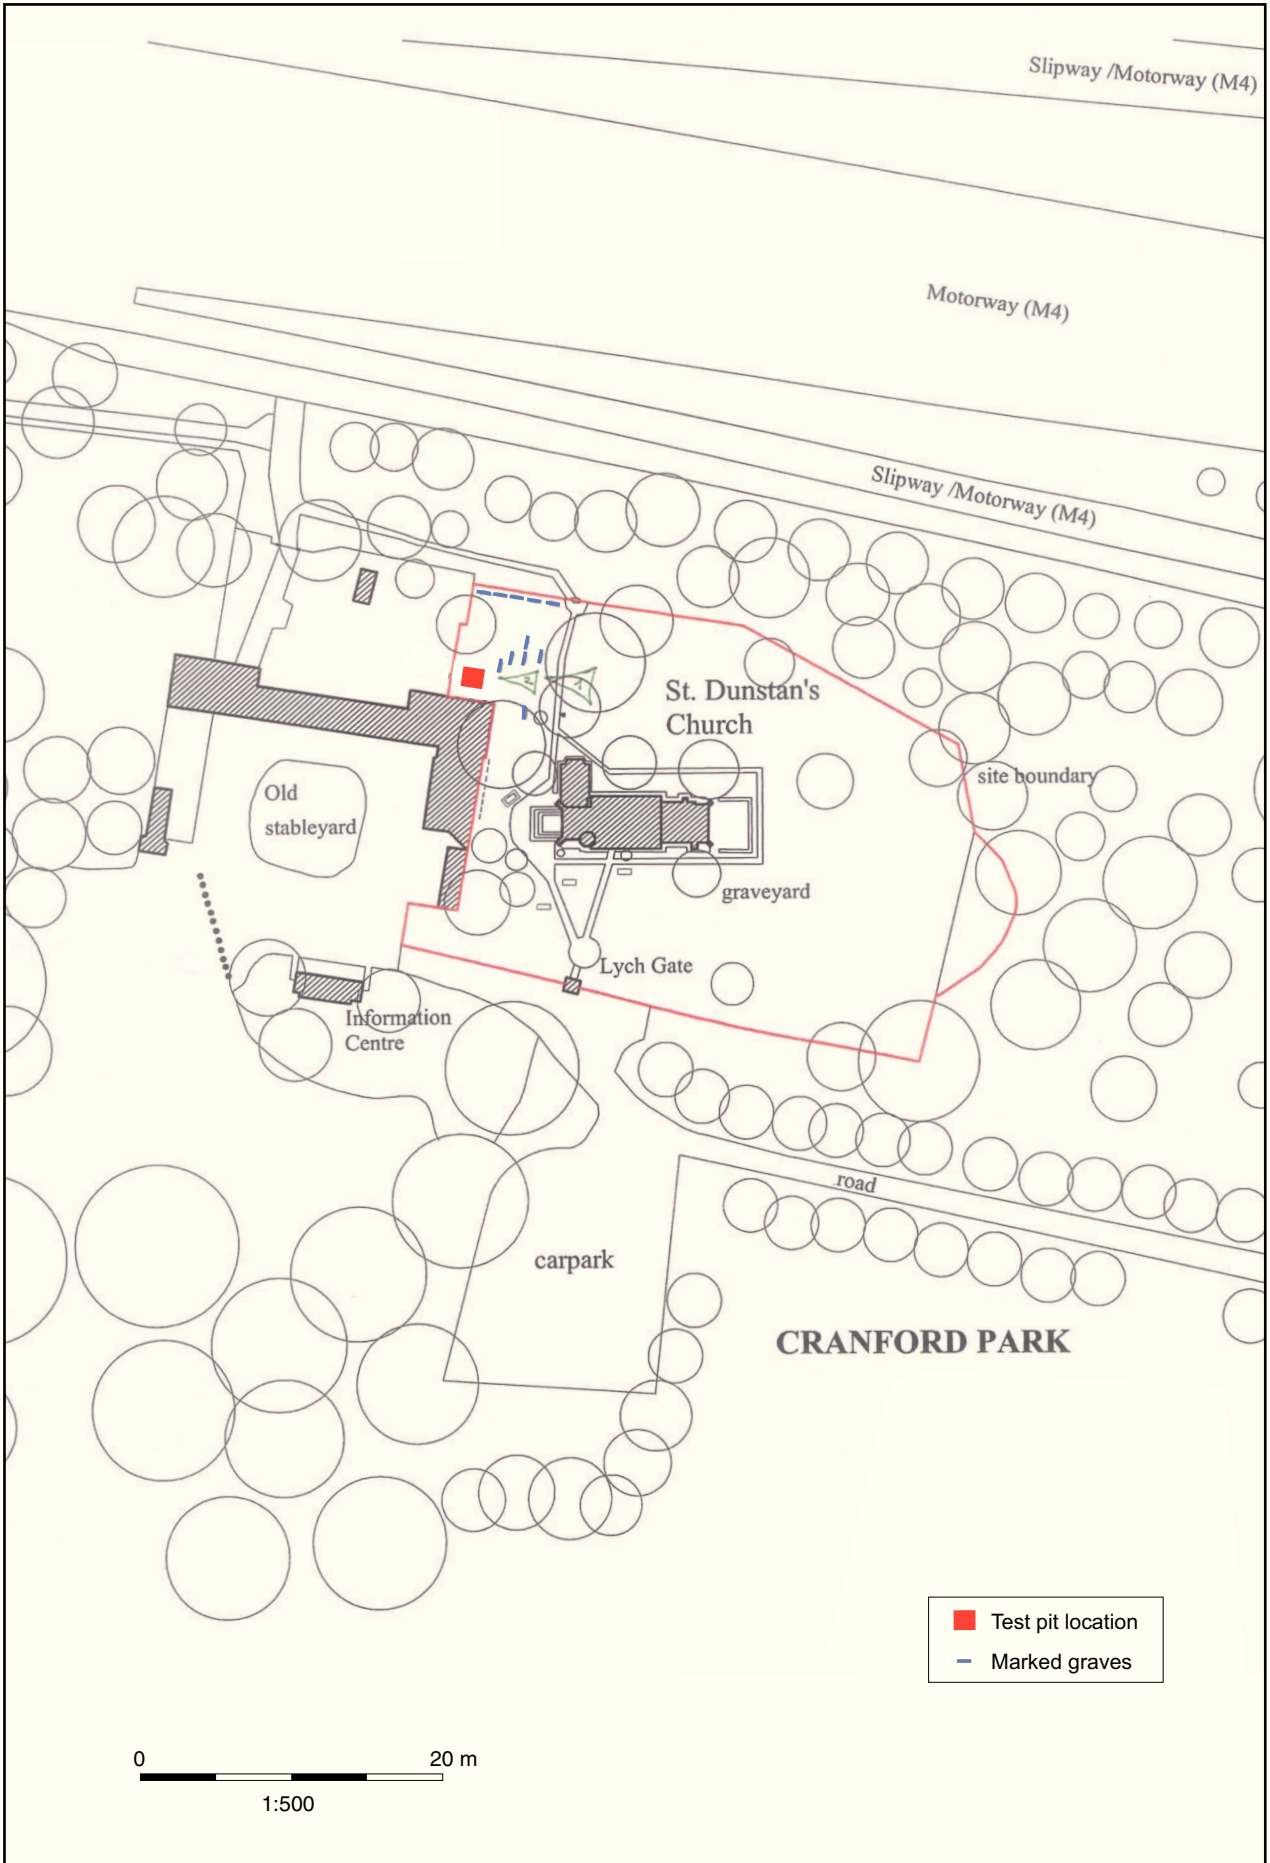 Slipway /Motorway (M4)
Motorway (M4)
Slipway /Motorway (M4)
St. Dunstan's
Church
site boundary
Old
stableyard
graveyard
Lych Gate
Information
Centre
road
carpark
CRANFORD PARK
Test pit location
Marked graves
0 20 m
1:500